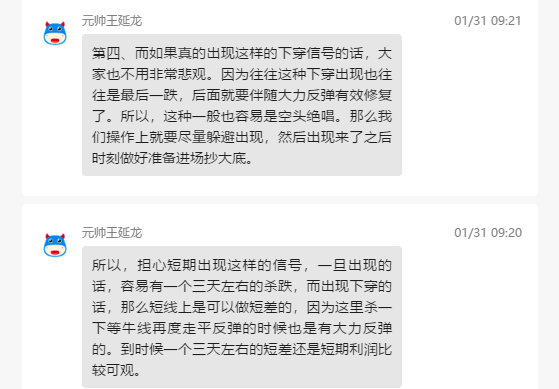 元帅王延龙
01/31 09:21
第四、而如果真的出现这样的下穿信号的话，大
家也不用非常悲观。因为往往这种下穿出现也往
往是最后一跌，后面就要伴随大力反弹有效修复
了。所以，这种一般也容易是空头绝唱。那么我
们操作上就要尽量躲避出现，然后出现来了之后
时刻做好准备进场抄大底。
元帅王延龙
01/31 09:20
所以，担心短期出现这样的信号，一旦出现的
话，容易有一个三天左右的杀跌，而出现下穿的
话，那么短线上是可以做短差的，因为这里杀一
下等牛线再度走平反弹的时候也是有大力反弹
的。到时候一个三天左右的短差还是短期利润比
较可观。